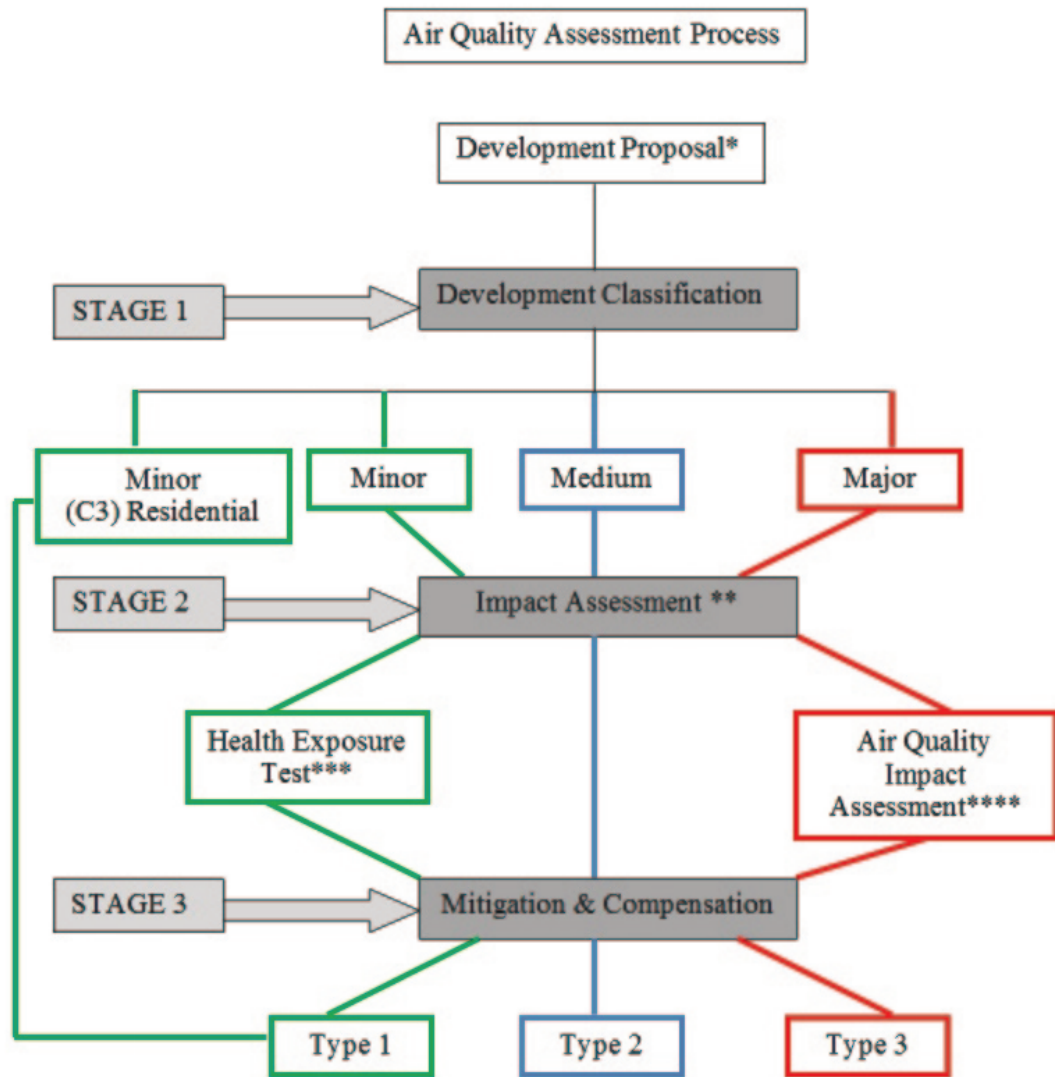 Air Quality Assessment Process
Development Proposal*
STAGE 1
Development Classification
Minor
(C3) Residential
Minor
Medium
Major
STAGE 2
Impact Assessment **
Health Exposure
Test***
Air Quality
Impact
Assessment****
STAGE 3
Mitigation & Compensation
Type 1
Type 2
Type 3